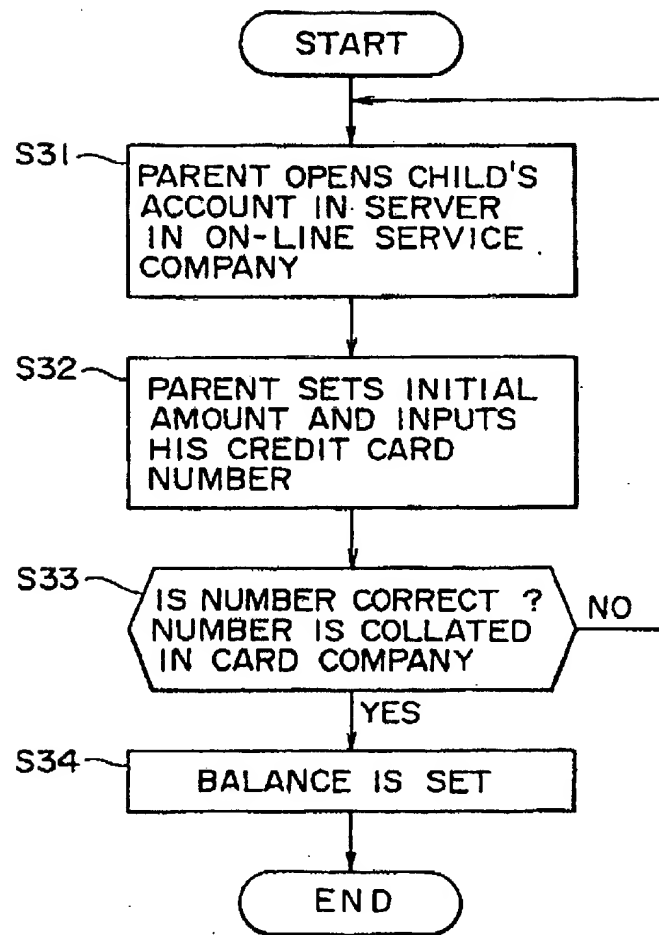 START
S31
PARENT OPENS CHILD'S
ACCOUNT IN SERVER
IN ON-LINE SERVICE
COMPANY
S32
PARENT SETS INITIAL
AMOUNT AND INPUTS
HIS CREDIT CARD
NUMBER
S33
IS NUMBER CORRECT ?
NUMBER IS COLLATED
IN CARD COMPANY
NO
YES
S34
BALANCE IS SET
END